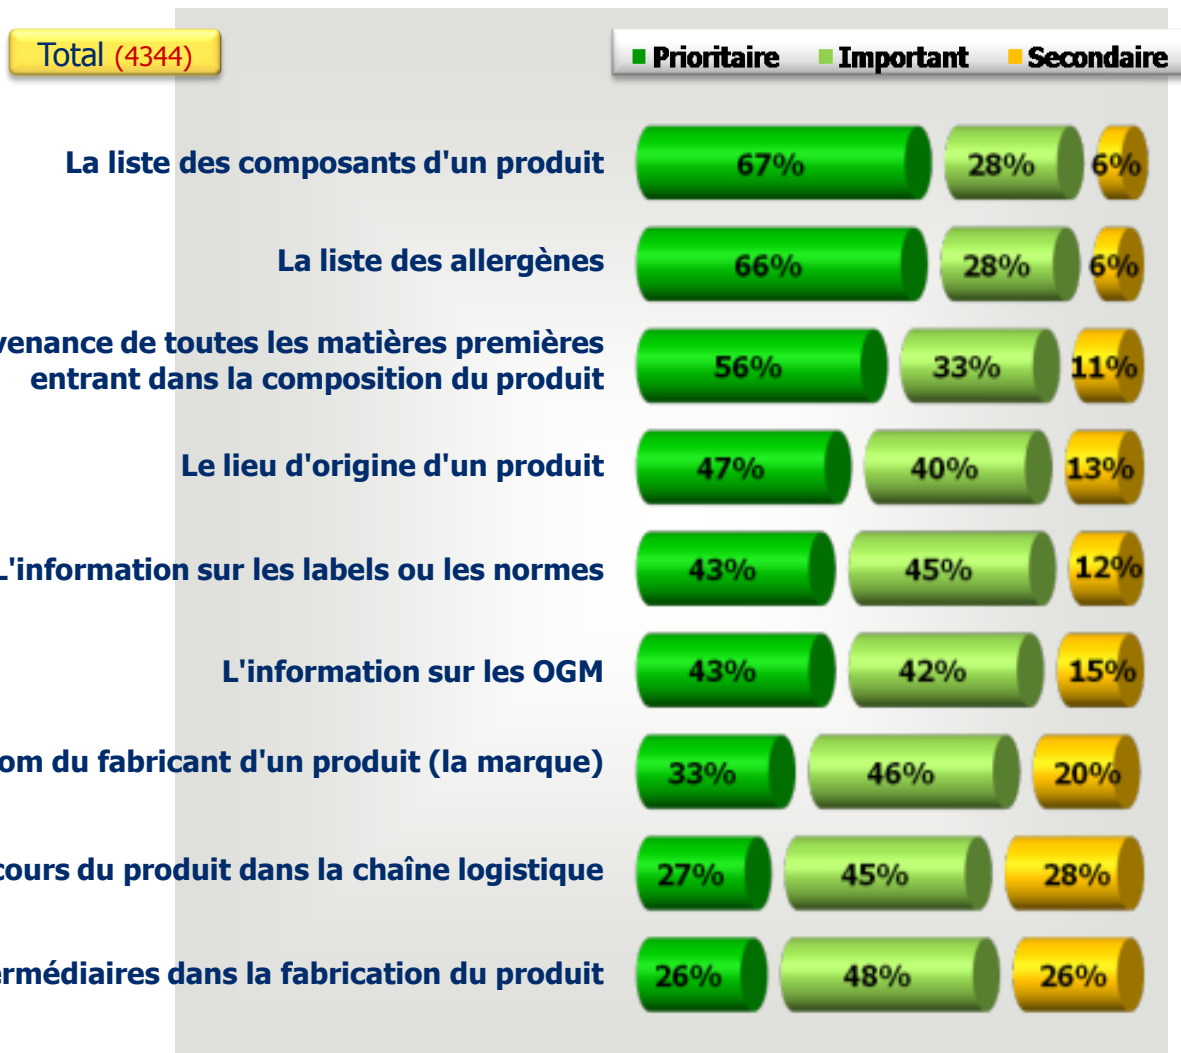 Total (4344)
Prioritaire Important Secondaire
La liste des composants d'un produit
67% 28% 6%
La liste des allergènes
66% 28% 6%
de toutes les matières premières
entrant dans la composition du produit
56% 33% 11%
Le lieu d'origine d'un produit
47% 40% 13%
L'information sur les labels ou les normes
43% 45% 12%
L'information sur les OGM
43% 42% 15%
du fabricant d'un produit (la marque)
33% 46% 20%
du produit dans la chaîne logistique
27% 45% 28%
dans la fabrication du produit
26% 48% 26%